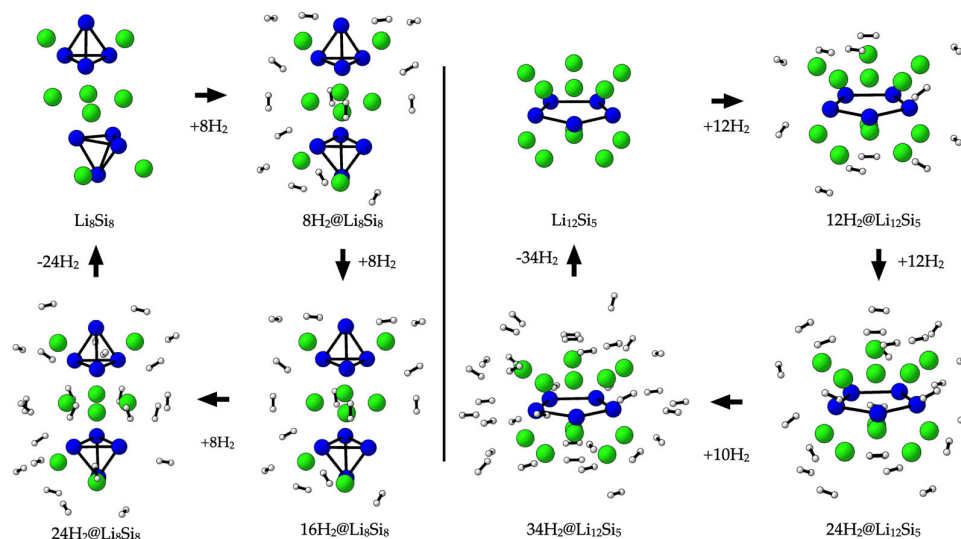 +8H₂
+12H₂
Li₈Si₈
8H₂@Li₈Si₈
Li₁₂Si₅
12H₂@Li₁₂Si₅
-24H₂
+8H₂
-34H₂
+12H₂
+8H₂
+10H₂
24H₂@Li₈Si₈
16H₂@Li₈Si₈
34H₂@Li₁₂Si₅
24H₂@Li₁₂Si₅